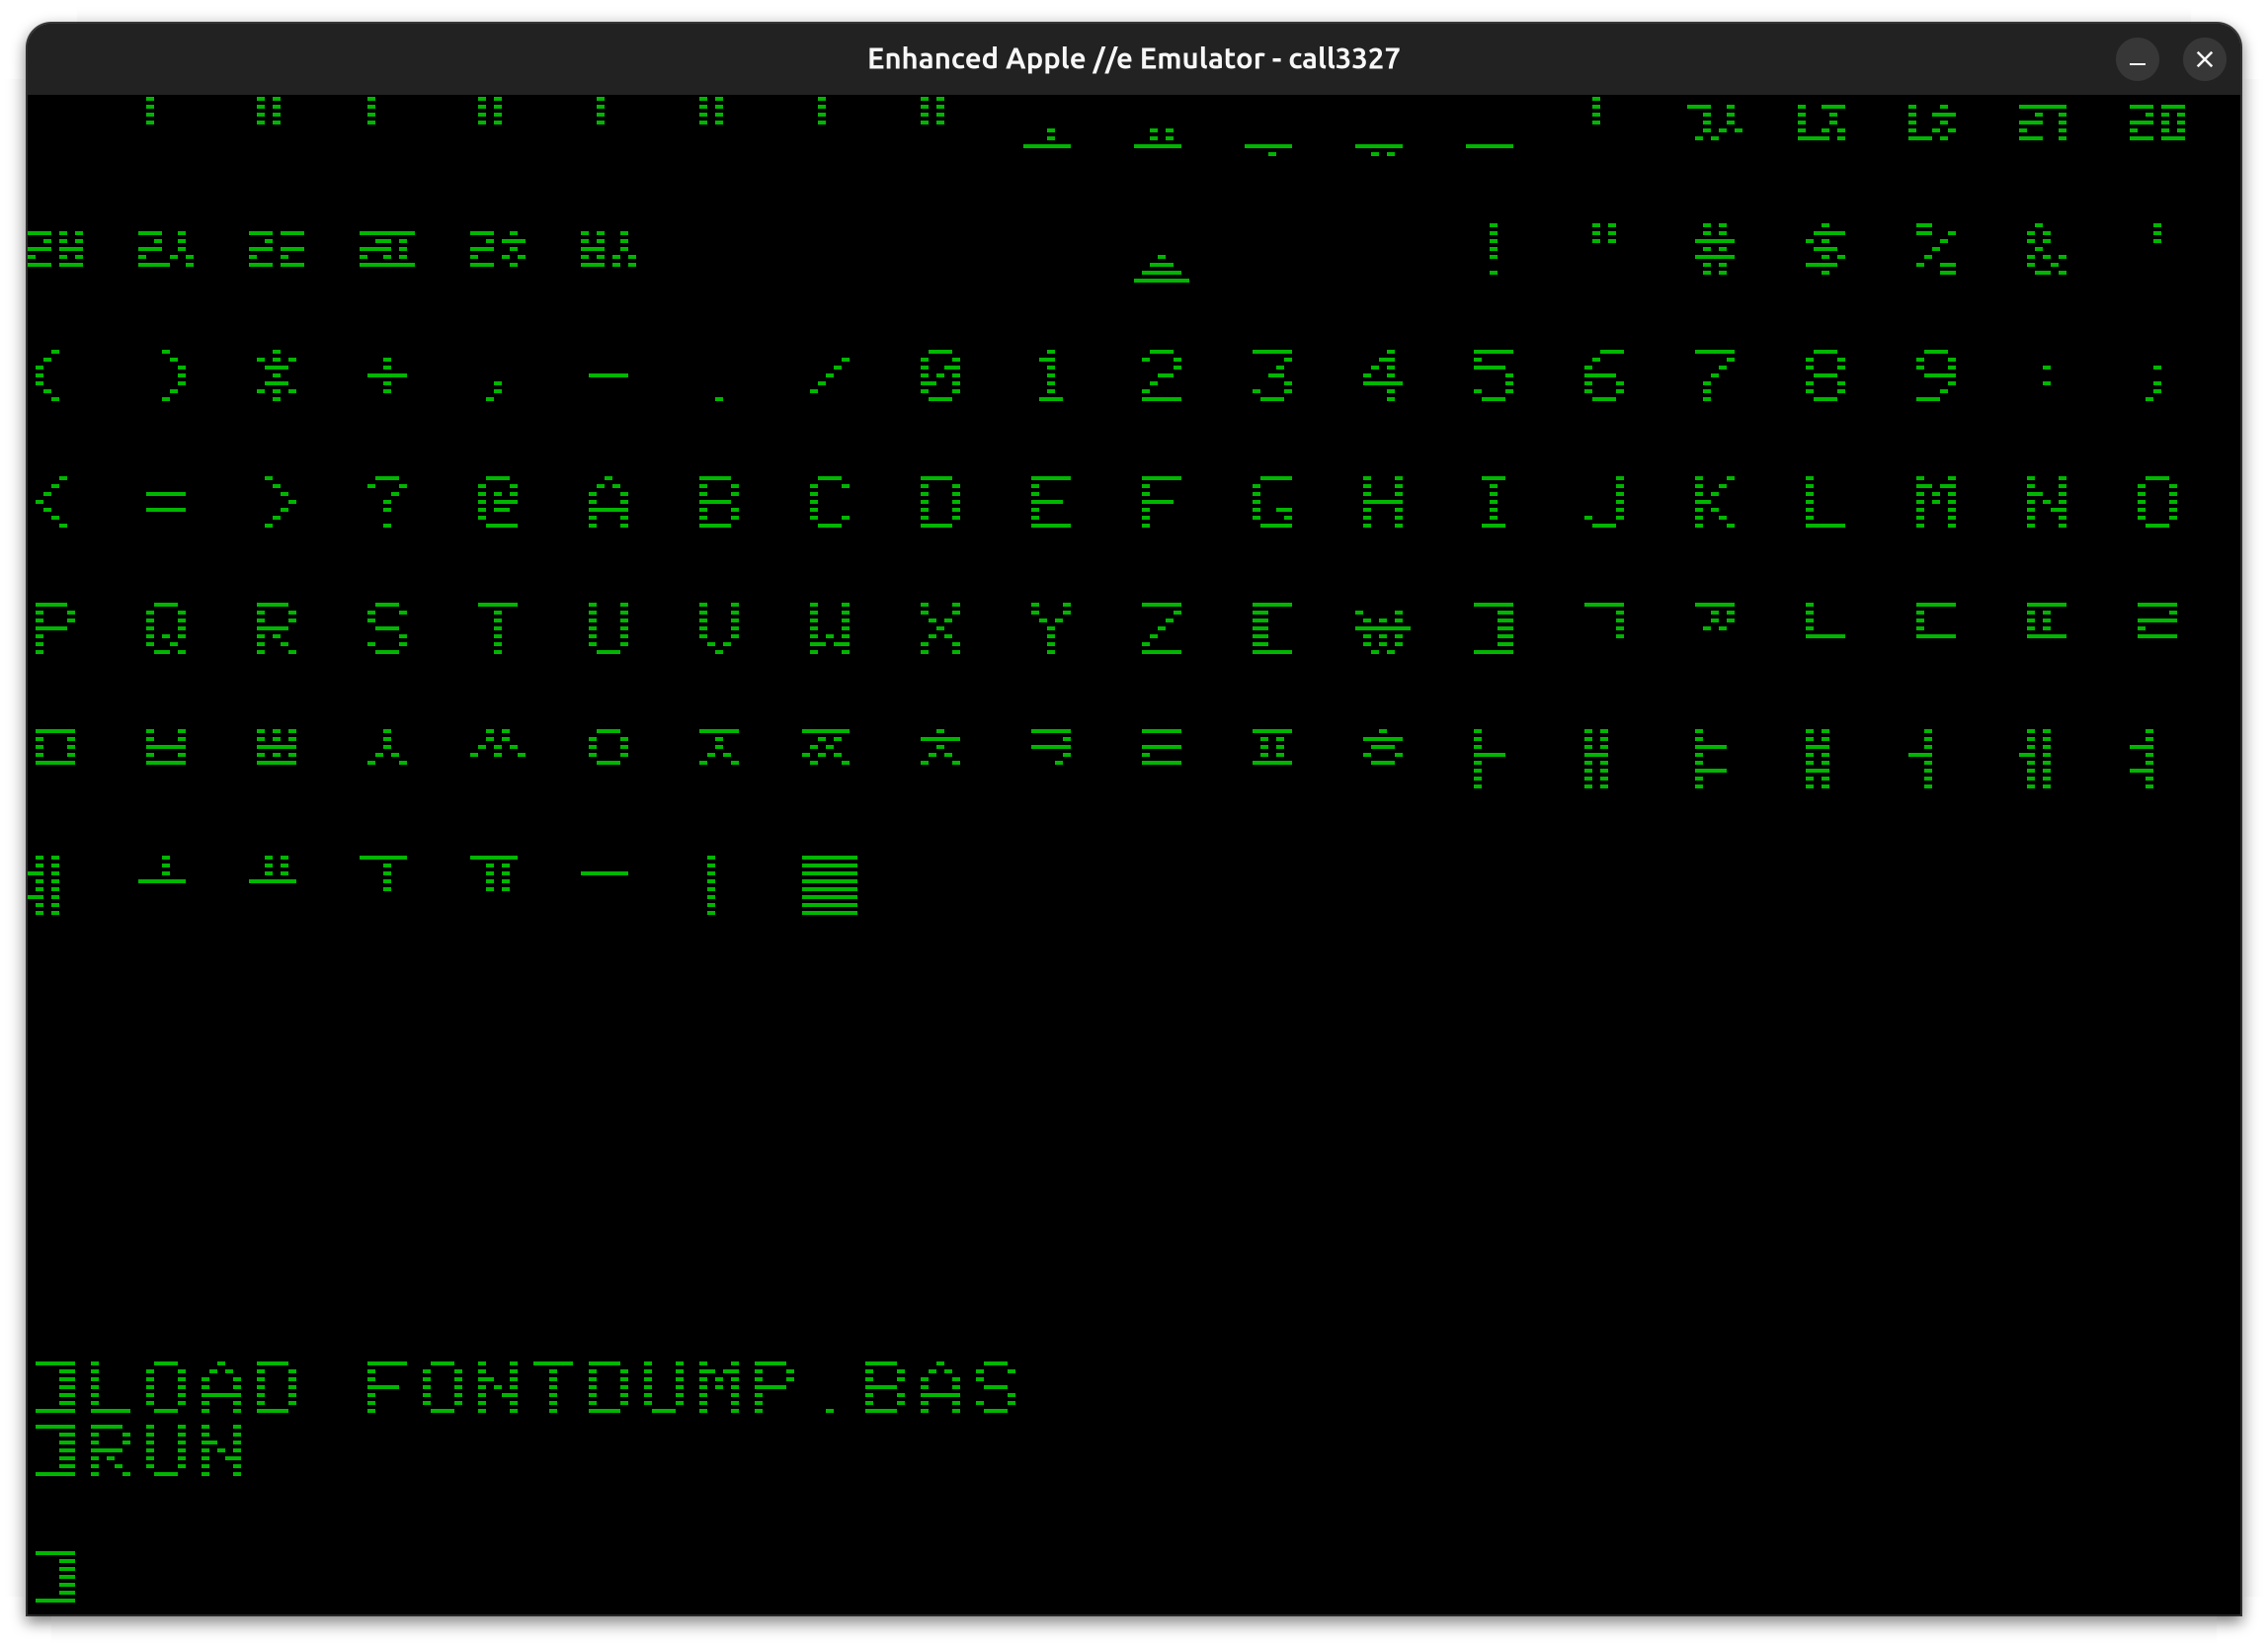 ㅗ ㅛ ㅜ ㅠ ㅡ ㄳ ㄵ ㄶ ㄺ ㄻ
ㄼ ㄽ ㄾ ㄿ ㅀ ㅄ ! " # $ % & '
( ) * + , - . / 0 1 2 3 4 5 6 7 8 9 : ;
< = > ? @ A B C D E F G H I J K L M N O
P Q R S T U V W X Y Z [ ₩ ] ㄱ ㄲ ㄴ ㄷ ㄸ ㄹ
ㅁ ㅂ ㅃ ㅅ ㅆ ㅇ ㅈ ㅉ ㅊ ㅋ ㅌ ㅍ ㅎ ㅏ ㅐ ㅑ ㅒ ㅓ ㅔ ㅕ
ㅖ ㅗ ㅛ ㅜ ㅠ ㅡ ㅣ
]LOAD FONTDUMP.BAS
]RUN
]
Enhanced Apple //e Emulator - call3327